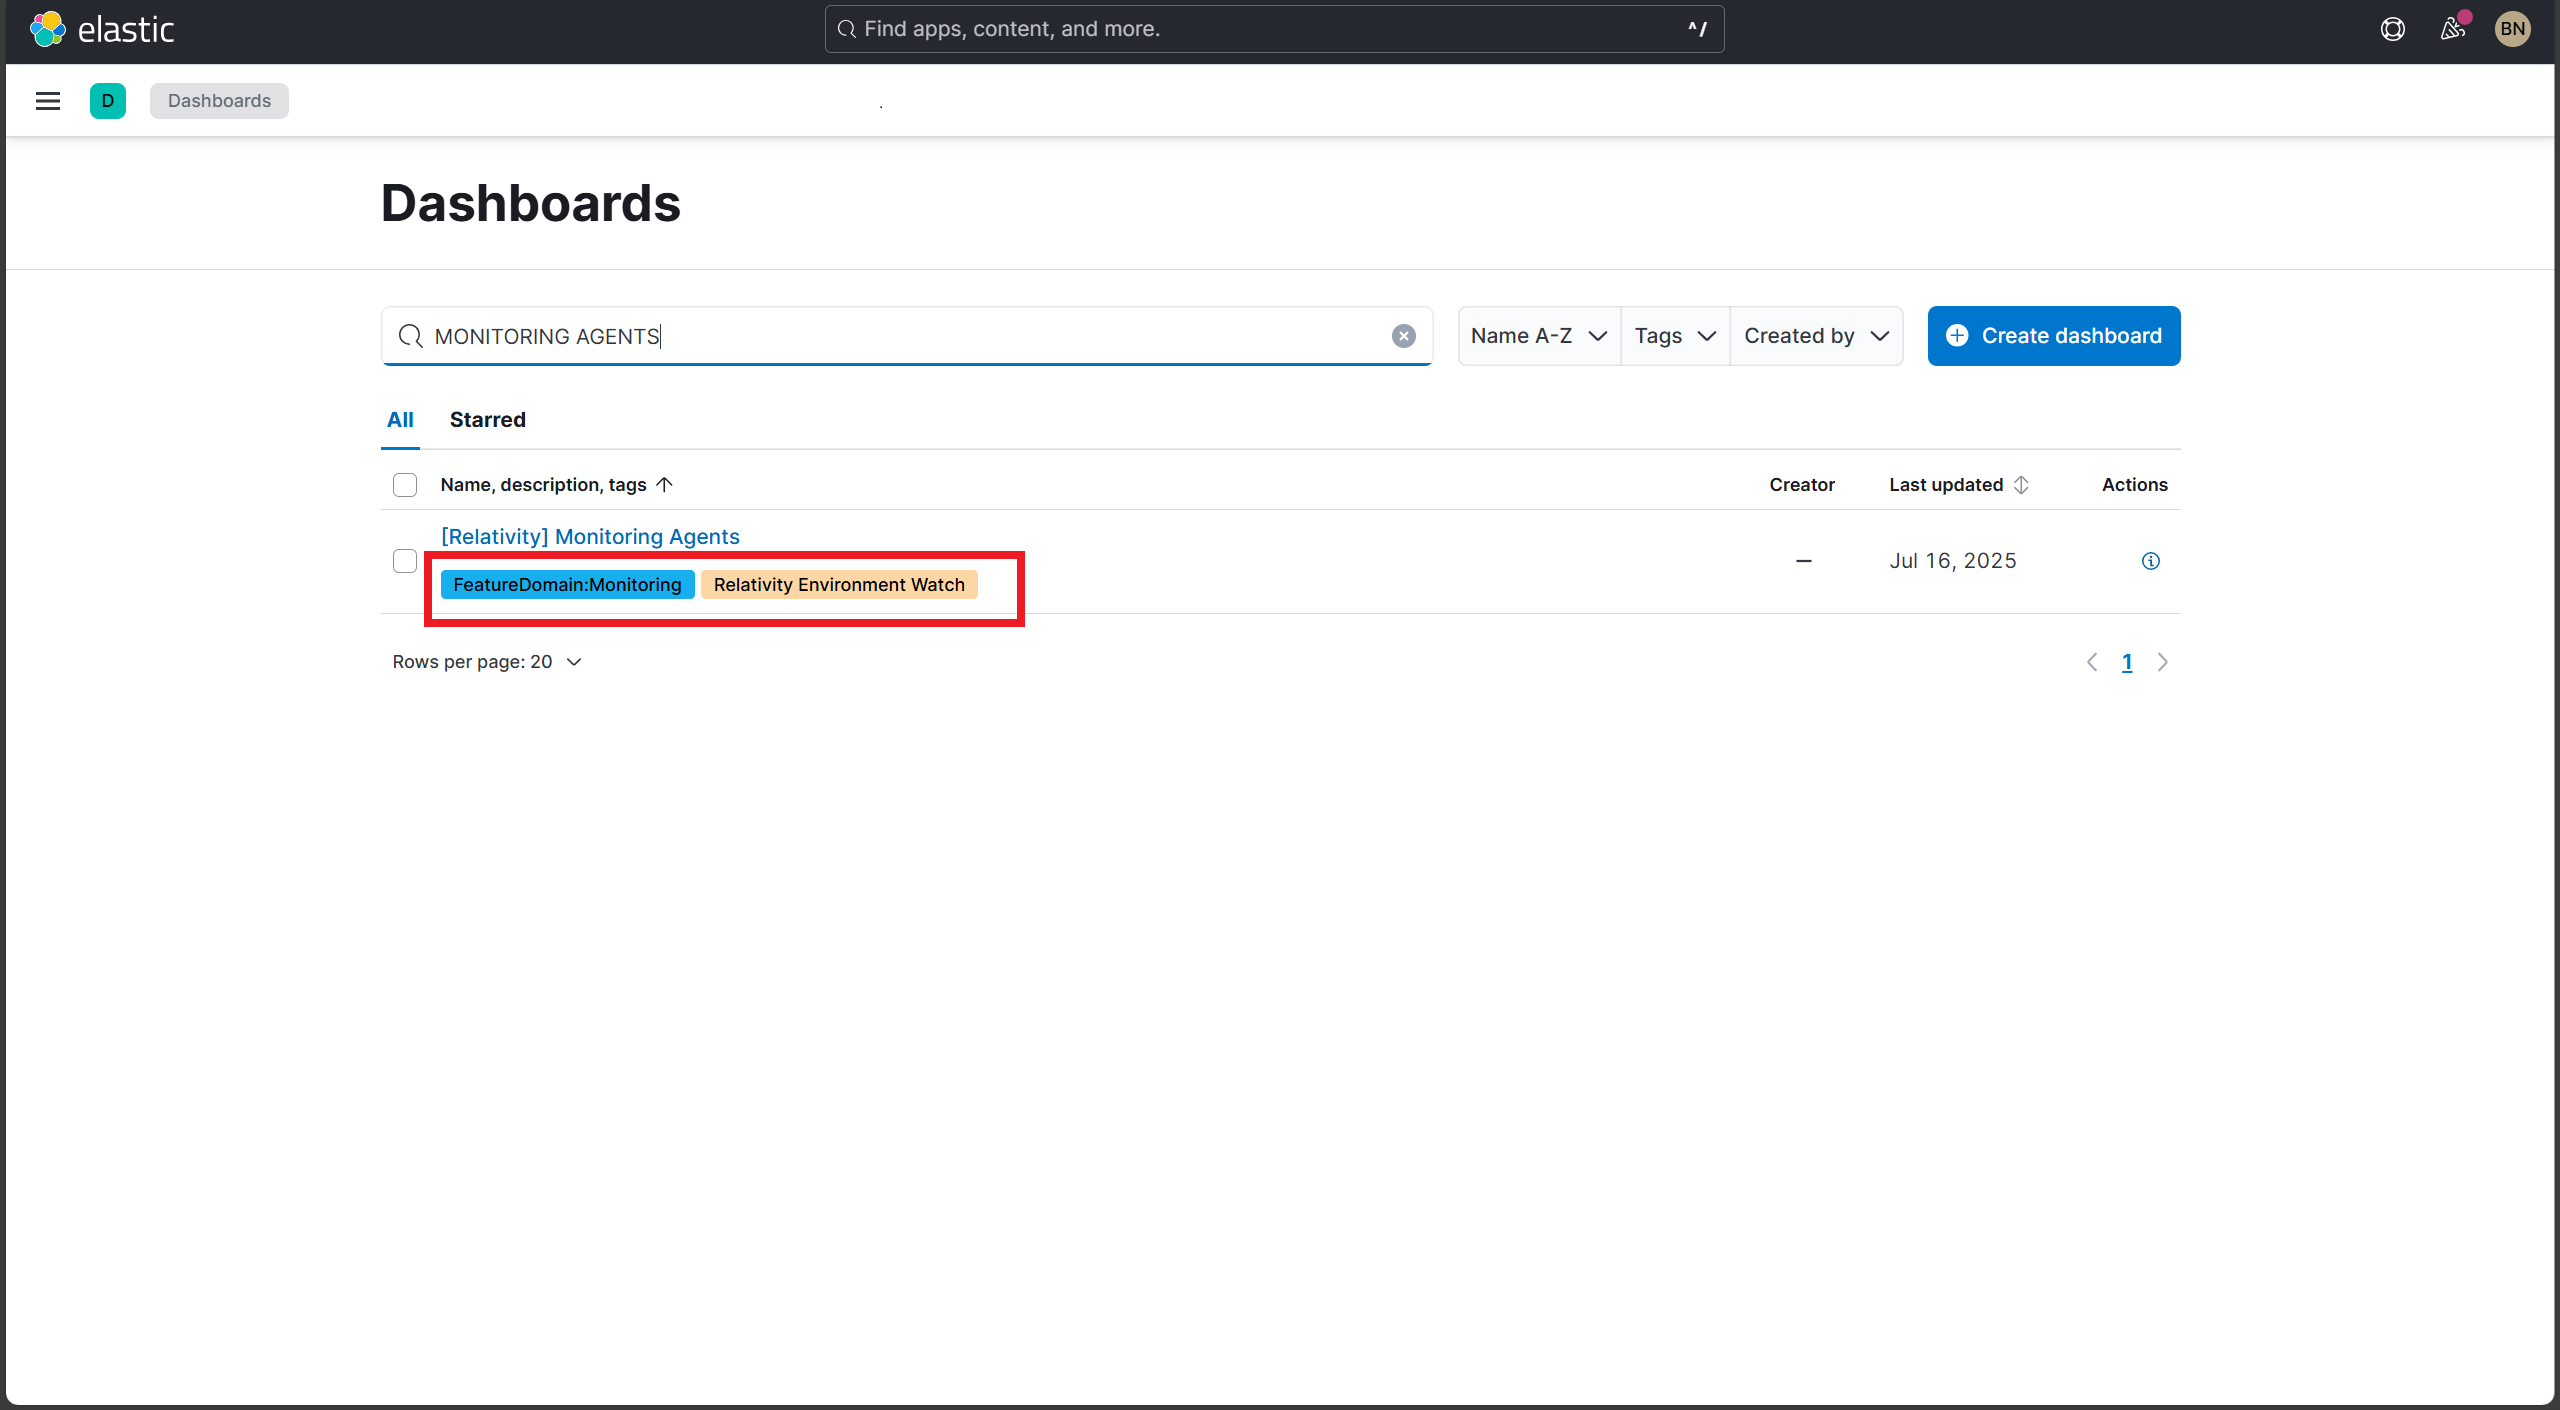 elastic
Find apps, content, and more.
^/
BN
D
Dashboards
Dashboards
MONITORING AGENTS
Name A-Z
Tags
Created by
Create dashboard
All
Starred
Name, description, tags
Creator
Last updated
Actions
[Relativity] Monitoring Agents
FeatureDomain:Monitoring
Relativity Environment Watch
–
Jul 16, 2025
Rows per page: 20
1